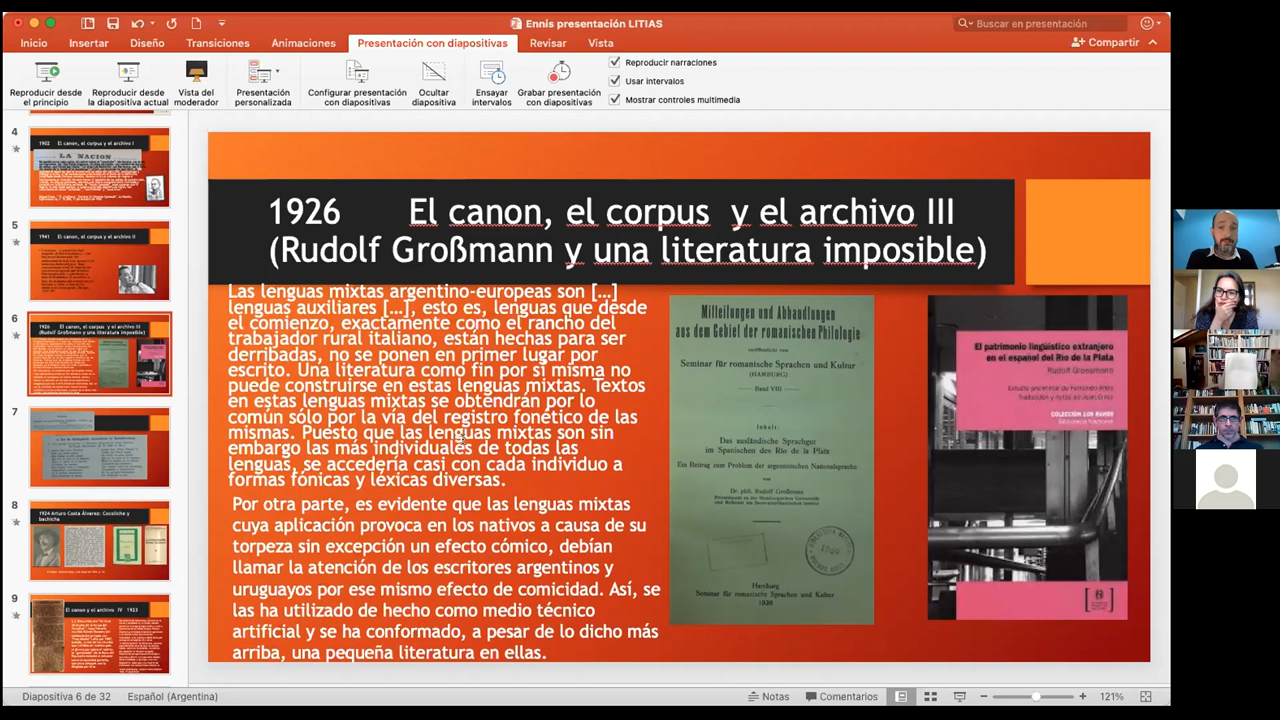 Ennis presentación LITIAS
Buscar en presentación
Inicio
Insertar
Diseño
Transiciones
Animaciones
Presentación con diapositivas
Revisar
Vista
Compartir
Reproducir desde
el principio
Reproducir desde
la diapositiva actual
Vista del
moderador
Presentación
personalizada
Configurar presentación
con diapositivas
Ocultar
diapositiva
Ensayar
intervalos
Grabar presentación
con diapositivas
Reproducir narraciones
Usar intervalos
Mostrar controles multimedia
4
1902 El canon, el corpus y el archivo I
LA NACION
5
1941 El canon, el corpus y el archivo II
6
1926 El canon, el corpus y el archivo III
(Rudolf Großmann y una literatura imposible)
7
8
1924 Arturo Costa Álvarez: Cocoliche y
bachicha
9
El canon y el archivo IV 1923
1926 El canon, el corpus y el archivo III
(Rudolf Großmann y una literatura imposible)
Las lenguas mixtas argentino-europeas son [...]
lenguas auxiliares [...], esto es, lenguas que desde
el comienzo, exactamente como el rancho del
trabajador rural italiano, están hechas para ser
derribadas, no se ponen en primer lugar por
escrito. Una literatura como fin por sí misma no
puede construirse en estas lenguas mixtas. Textos
en estas lenguas mixtas se obtendrán por lo
común sólo por la vía del registro fonético de las
mismas. Puesto que las lenguas mixtas son sin
embargo las más individuales de todas las
lenguas, se accedería casi con cada individuo a
formas fónicas y léxicas diversas.
Por otra parte, es evidente que las lenguas mixtas
cuya aplicación provoca en los nativos a causa de su
torpeza sin excepción un efecto cómico, debían
llamar la atención de los escritores argentinos y
uruguayos por ese mismo efecto de comicidad. Así, se
las ha utilizado de hecho como medio técnico
artificial y se ha conformado, a pesar de lo dicho más
arriba, una pequeña literatura en ellas.
Mitteilungen und Abhandlungen
aus dem Gebiet der romanischen Philologie
veröffentlicht vom
Seminar für romanische Sprachen und Kultur
(HAMBURG)
Band VIII
Inhalt:
Das ausländische Sprachgut
im Spanischen des Río de la Plata
Ein Beitrag zum Problem der argentinischen Nationalsprache
Dr. phil. Rudolf Großmann
Hamburg
Seminar für romanische Sprachen und Kultur
1926
El patrimonio lingüístico extranjero
en el español del Río de la Plata
Rudolf Grossmann
COLECCIÓN LOS RAROS
Biblioteca Nacional
Diapositiva 6 de 32
Español (Argentina)
Notas
Comentarios
121%